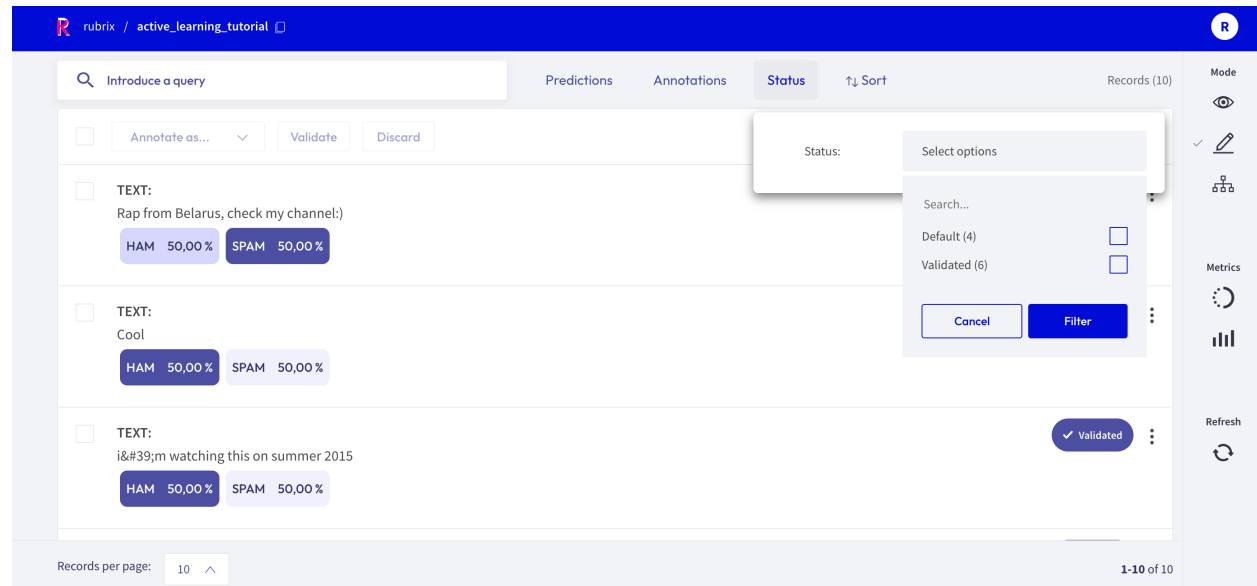 R rubrix / active_learning_tutorial
R
Introduce a query
Predictions
Annotations
Status
Sort
Records (10)
Mode
Annotate as...
Validate
Discard
Status:
Select options
Search...
Default (4)
Validated (6)
Cancel
Filter
TEXT:
Rap from Belarus, check my channel:)
HAM 50,00 %
SPAM 50,00 %
Metrics
TEXT:
Cool
HAM 50,00 %
SPAM 50,00 %
Refresh
TEXT:
i&#39;m watching this on summer 2015
HAM 50,00 %
SPAM 50,00 %
Validated
Records per page:
10
1-10 of 10